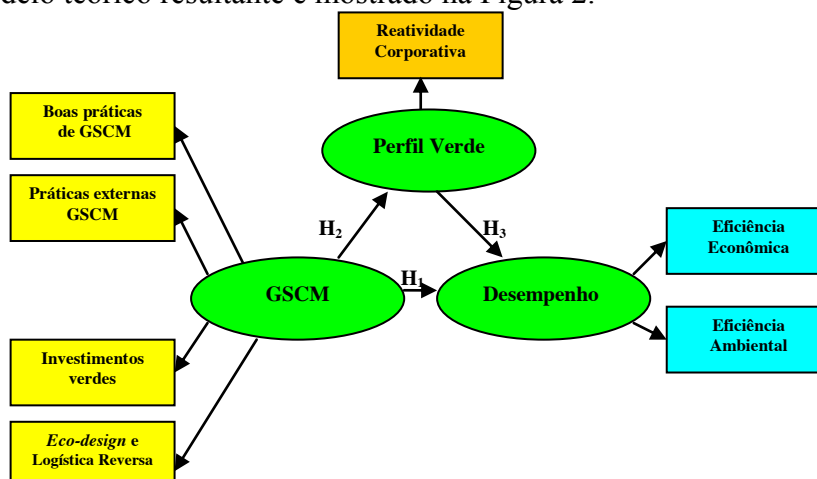 delo teórico resultante é mostrado na Figura 2.
Reatividade
Corporativa
Boas práticas
de GSCM
Perfil Verde
Práticas externas
GSCM
H2
H3
Eficiência
Econômica
GSCM
H1
Desempenho
Eficiência
Ambiental
Investimentos
verdes
Eco-design e
Logística Reversa